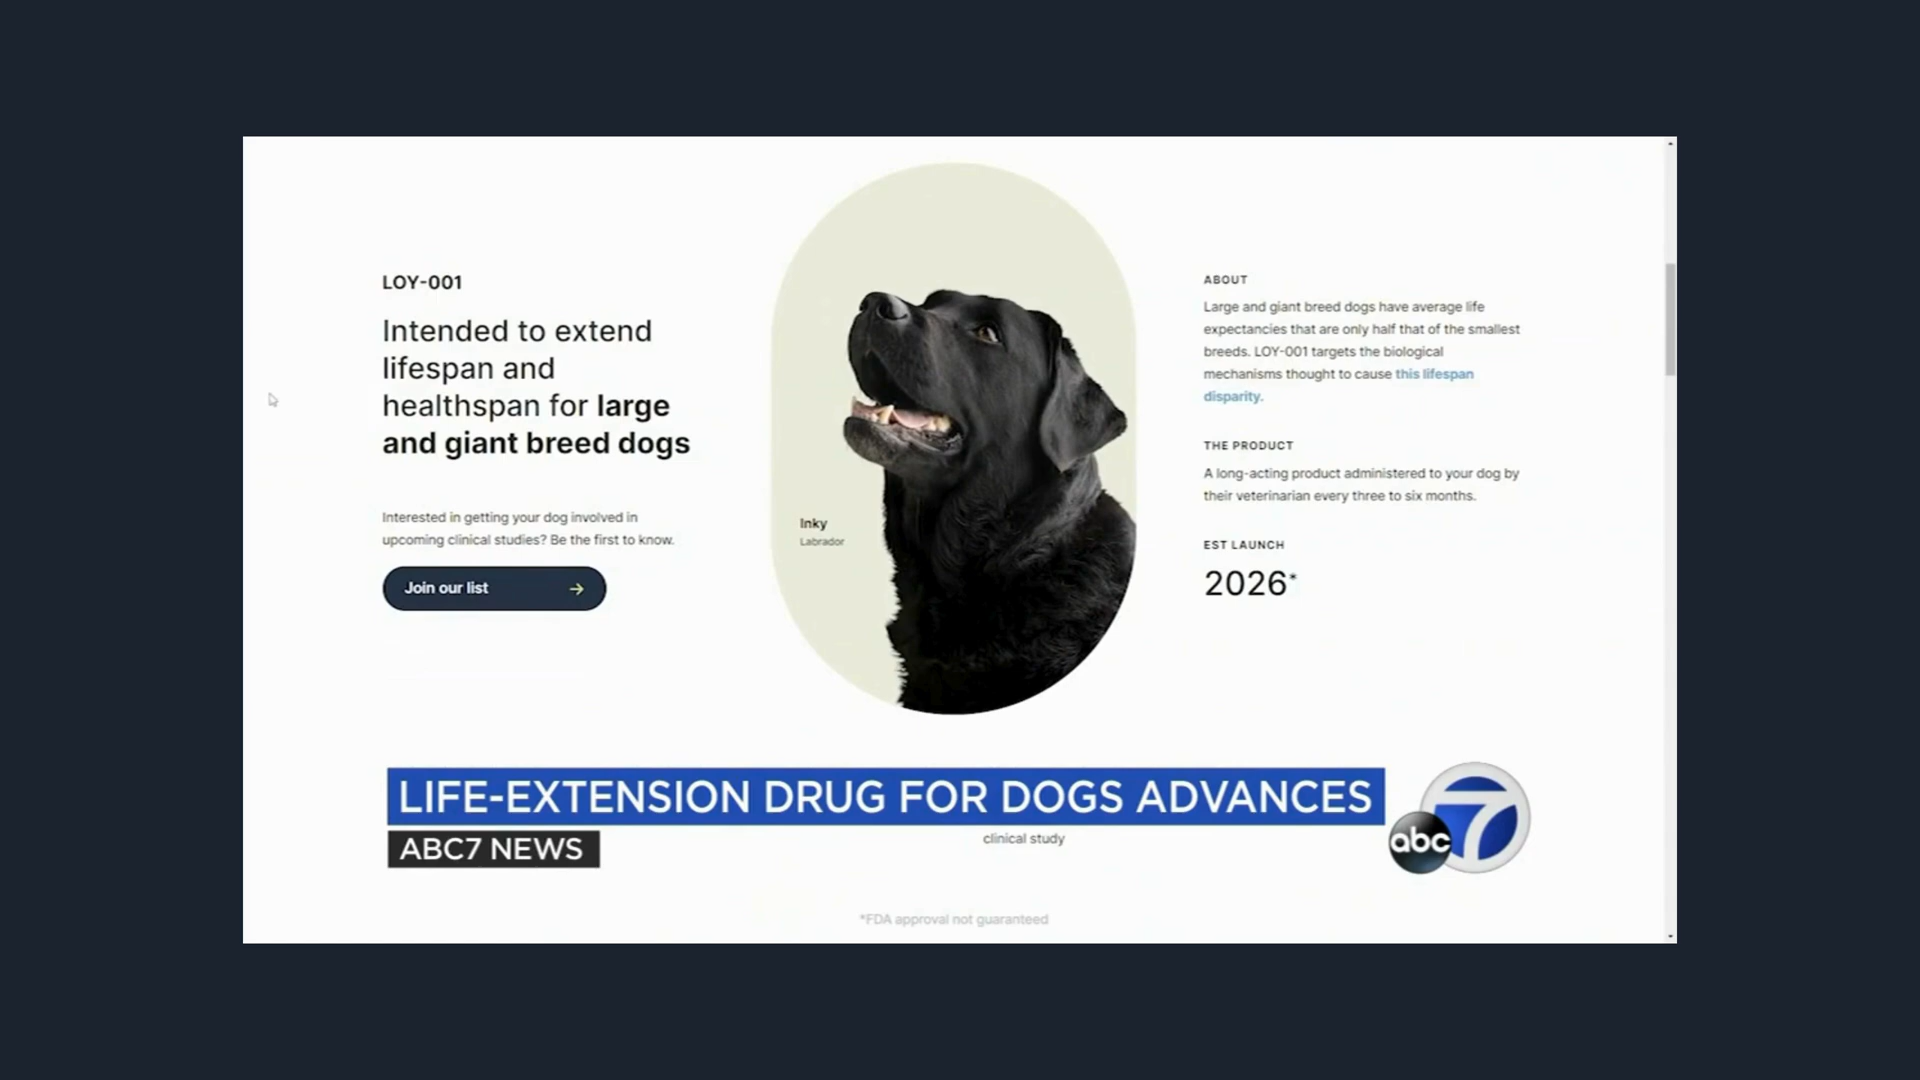 LOY-001
Intended to extend
lifespan and
healthspan for large
and giant breed dogs
Interested in getting your dog involved in
upcoming clinical studies? Be the first to know.
Join our list
Inky
Labrador
ABOUT
Large and giant breed dogs have average life
expectancies that are only half that of the smallest
breeds. LOY-001 targets the biological
mechanisms thought to cause this lifespan
disparity.
THE PRODUCT
A long-acting product administered to your dog by
their veterinarian every three to six months.
EST LAUNCH
2026*
LIFE-EXTENSION DRUG FOR DOGS ADVANCES
ABC7 NEWS
clinical study
abc 7
*FDA approval not guaranteed